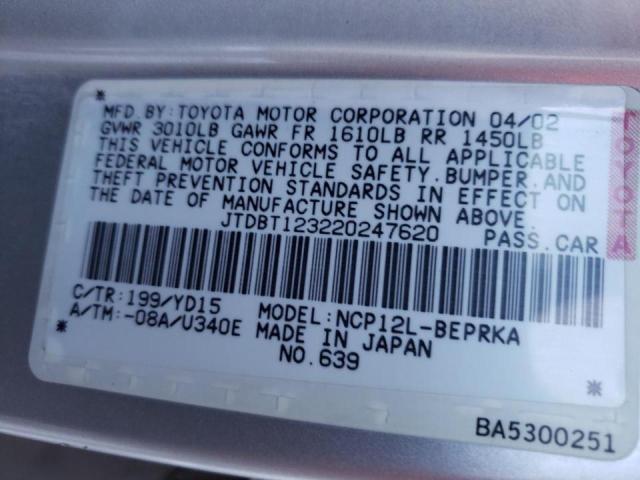 MFD.BY:TOYOTA MOTOR CORPORATION 04/02
GVWR 3010LB GAWR FR 1610LB RR 1450LB
THIS VEHICLE CONFORMS TO ALL APPLICABLE
FEDERAL MOTOR VEHICLE SAFETY.BUMPER.AND
THEFT PREVENTION STANDARDS IN EFFECT ON
THE DATE OF MANUFACTURE SHOWN ABOVE.
JTDBT123220247620 PASS.CAR
C/TR:199/YD15 MODEL:NCP12L-BEPRKA
A/TM:-08A/U340E MADE IN JAPAN
NO.639
BA5300251
TOYOTA